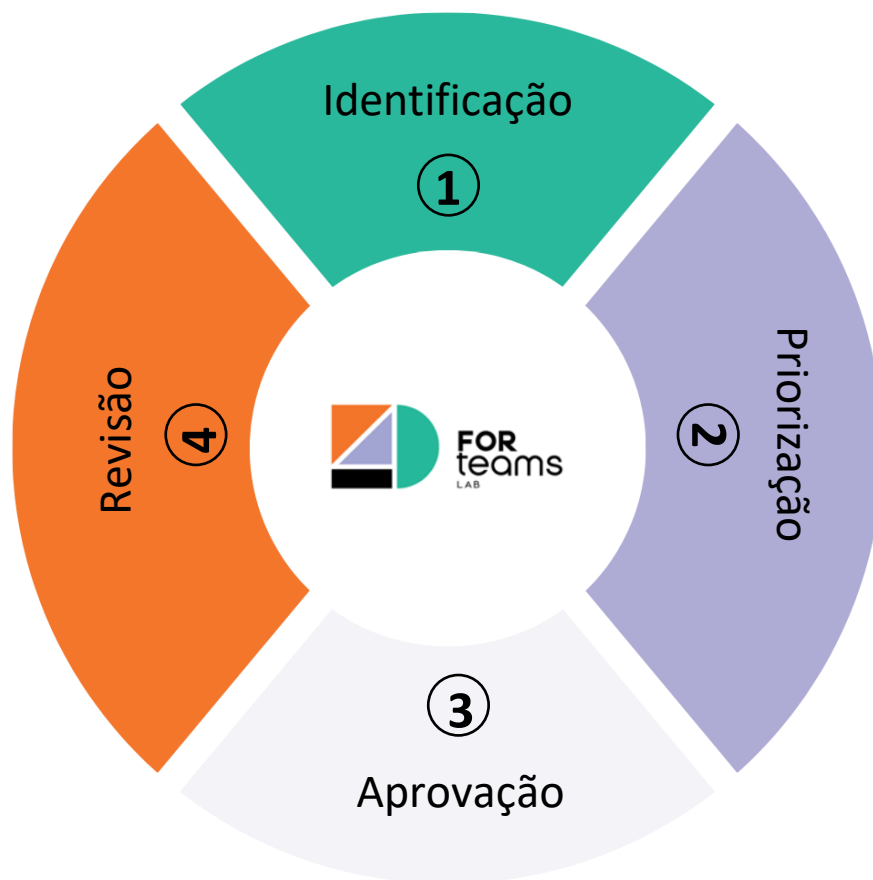 Identificação
1
Priorização
2
3
Aprovação
Revisão
4
FOR
teams
LAB